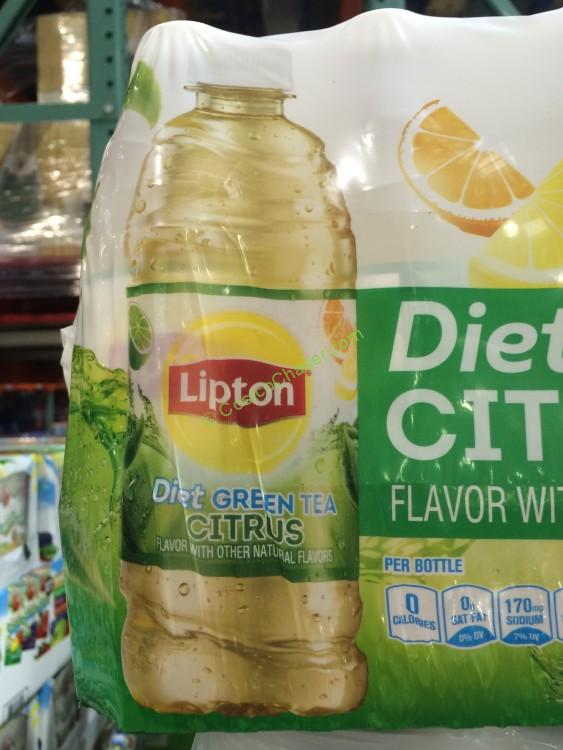 Lipton
© CostcoChaser.com
Diet GREEN TEA
CITRUS
FLAVOR WITH OTHER NATURAL FLAVORS
Diet
CIT
FLAVOR WIT
PER BOTTLE
0
CALORIES
0g
SAT FAT
0% DV
170mg
SODIUM
7% DV